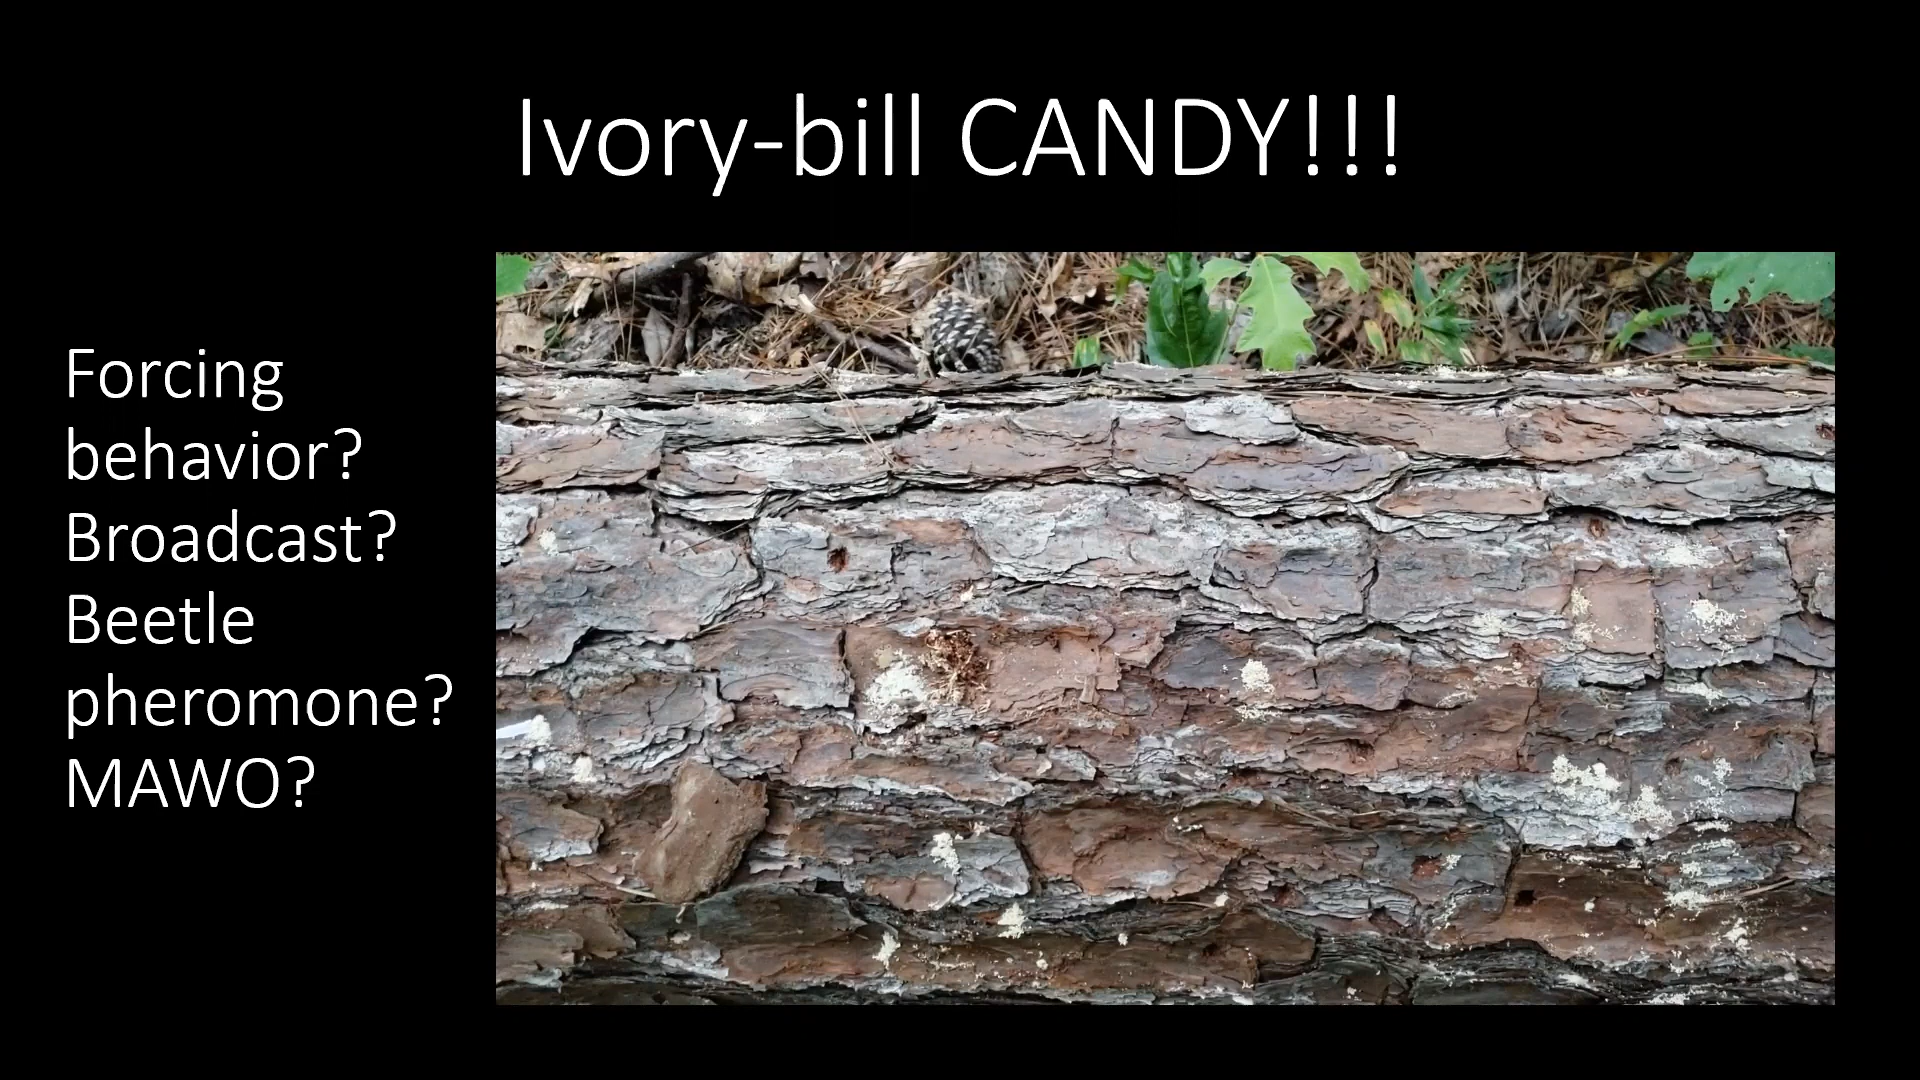 Ivory-bill CANDY!!!
Forcing
behavior?
Broadcast?
Beetle
pheromone?
MAWO?